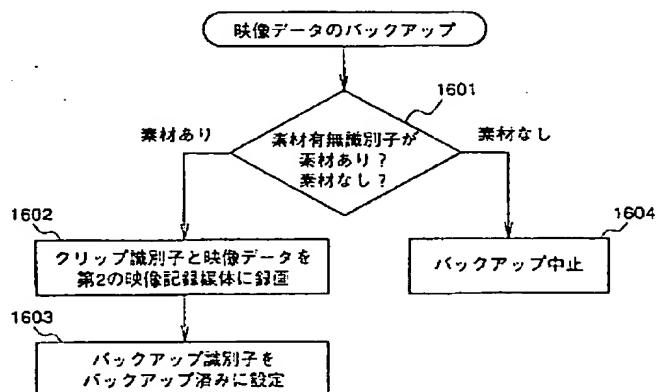 映像データのバックアップ
1601
素材あり
素材有無識別子が
素材あり?
素材なし?
素材なし
1602
クリップ識別子と映像データを
第2の映像記録媒体に録画
1604
バックアップ中止
1603
バックアップ識別子を
バックアップ済みに設定